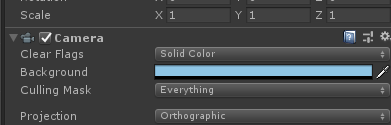 Scale X 1 Y 1 Z 1
Camera
Clear Flags Solid Color
Background
Culling Mask Everything
Projection Orthographic